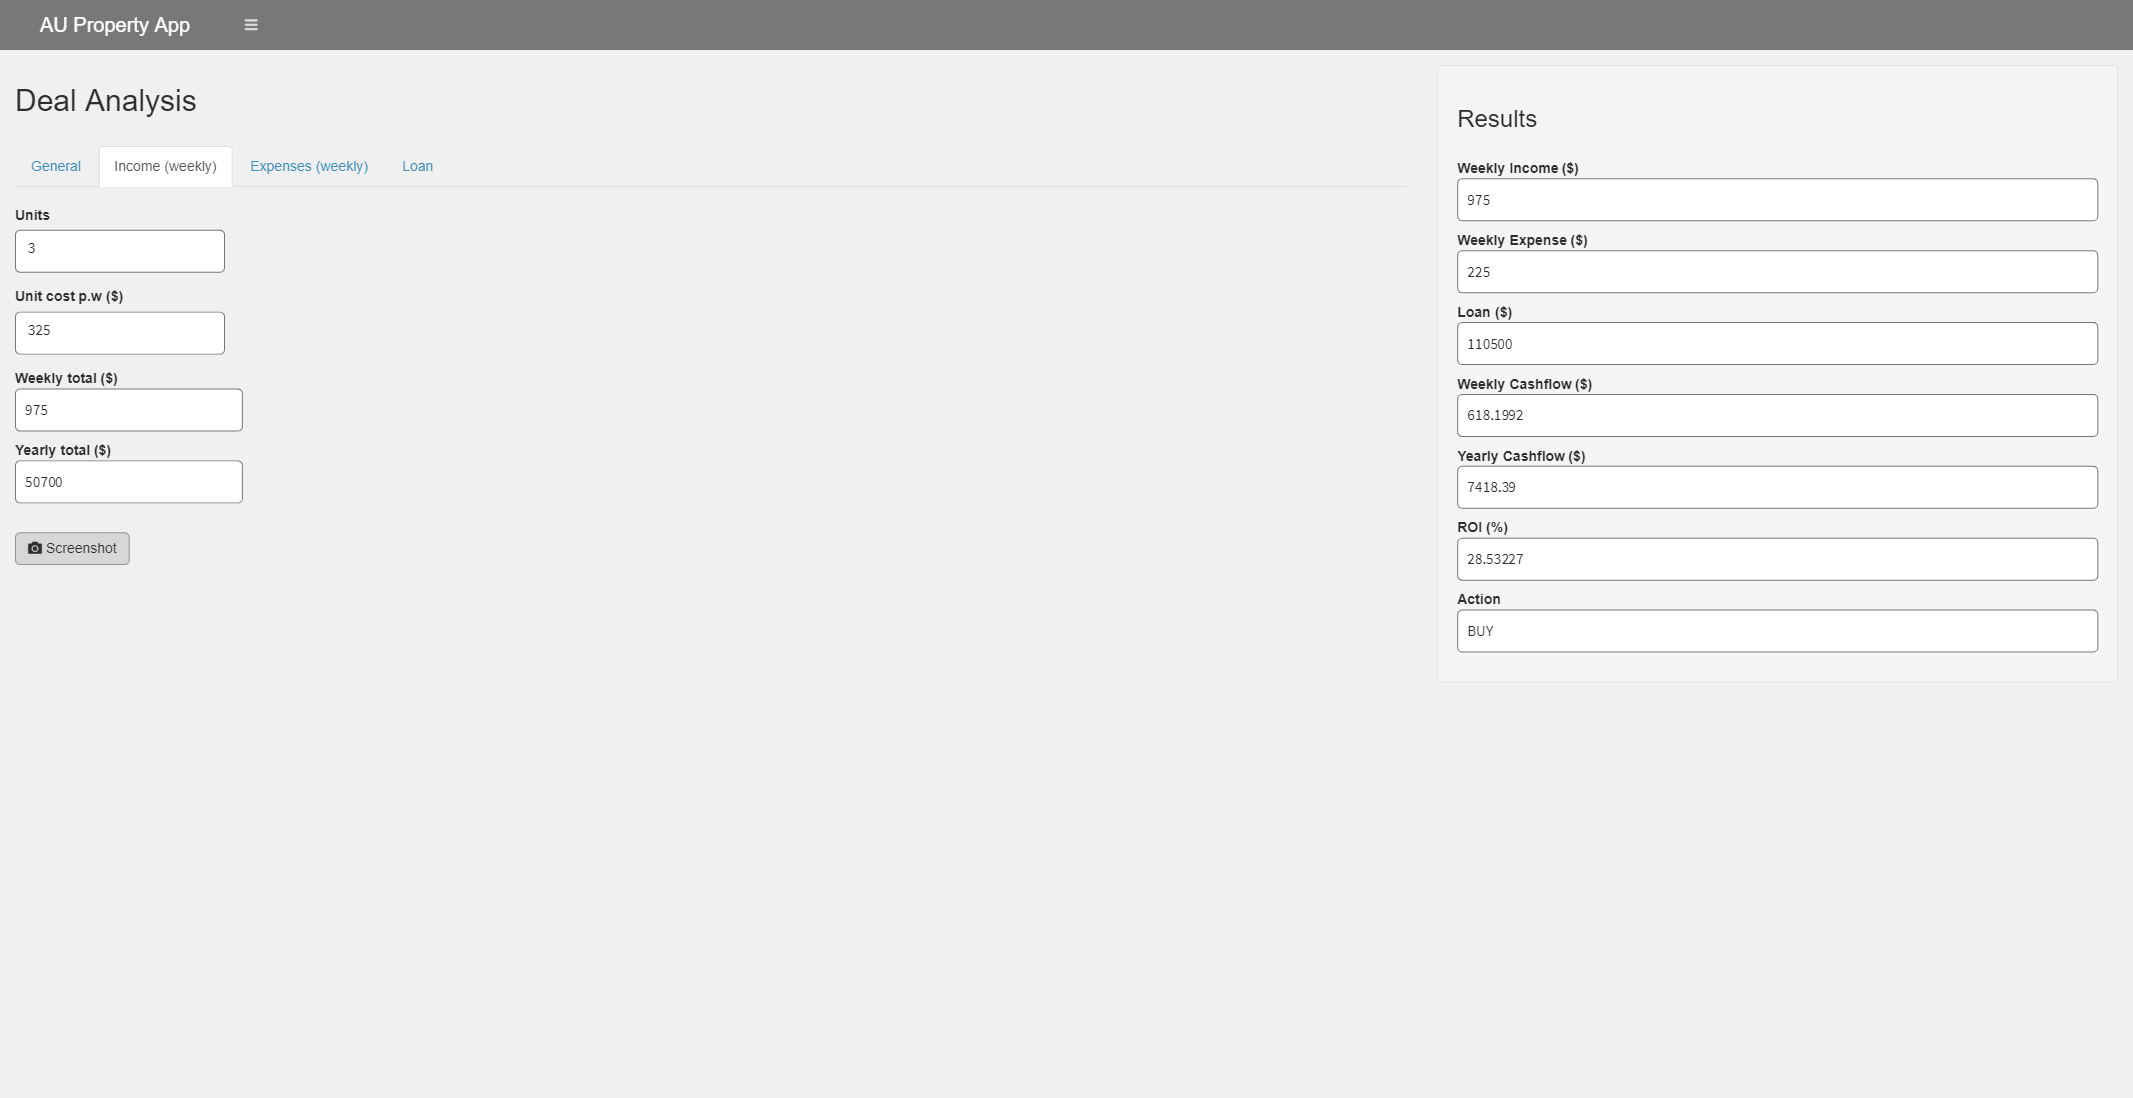 AU Property App
Deal Analysis
General
Income (weekly)
Expenses (weekly)
Loan
Units
3
Unit cost p.w ($)
325
Weekly total ($)
975
Yearly total ($)
50700
Screenshot
Results
Weekly Income ($)
975
Weekly Expense ($)
225
Loan ($)
110500
Weekly Cashflow ($)
618.1992
Yearly Cashflow ($)
7418.39
ROI (%)
28.53227
Action
BUY